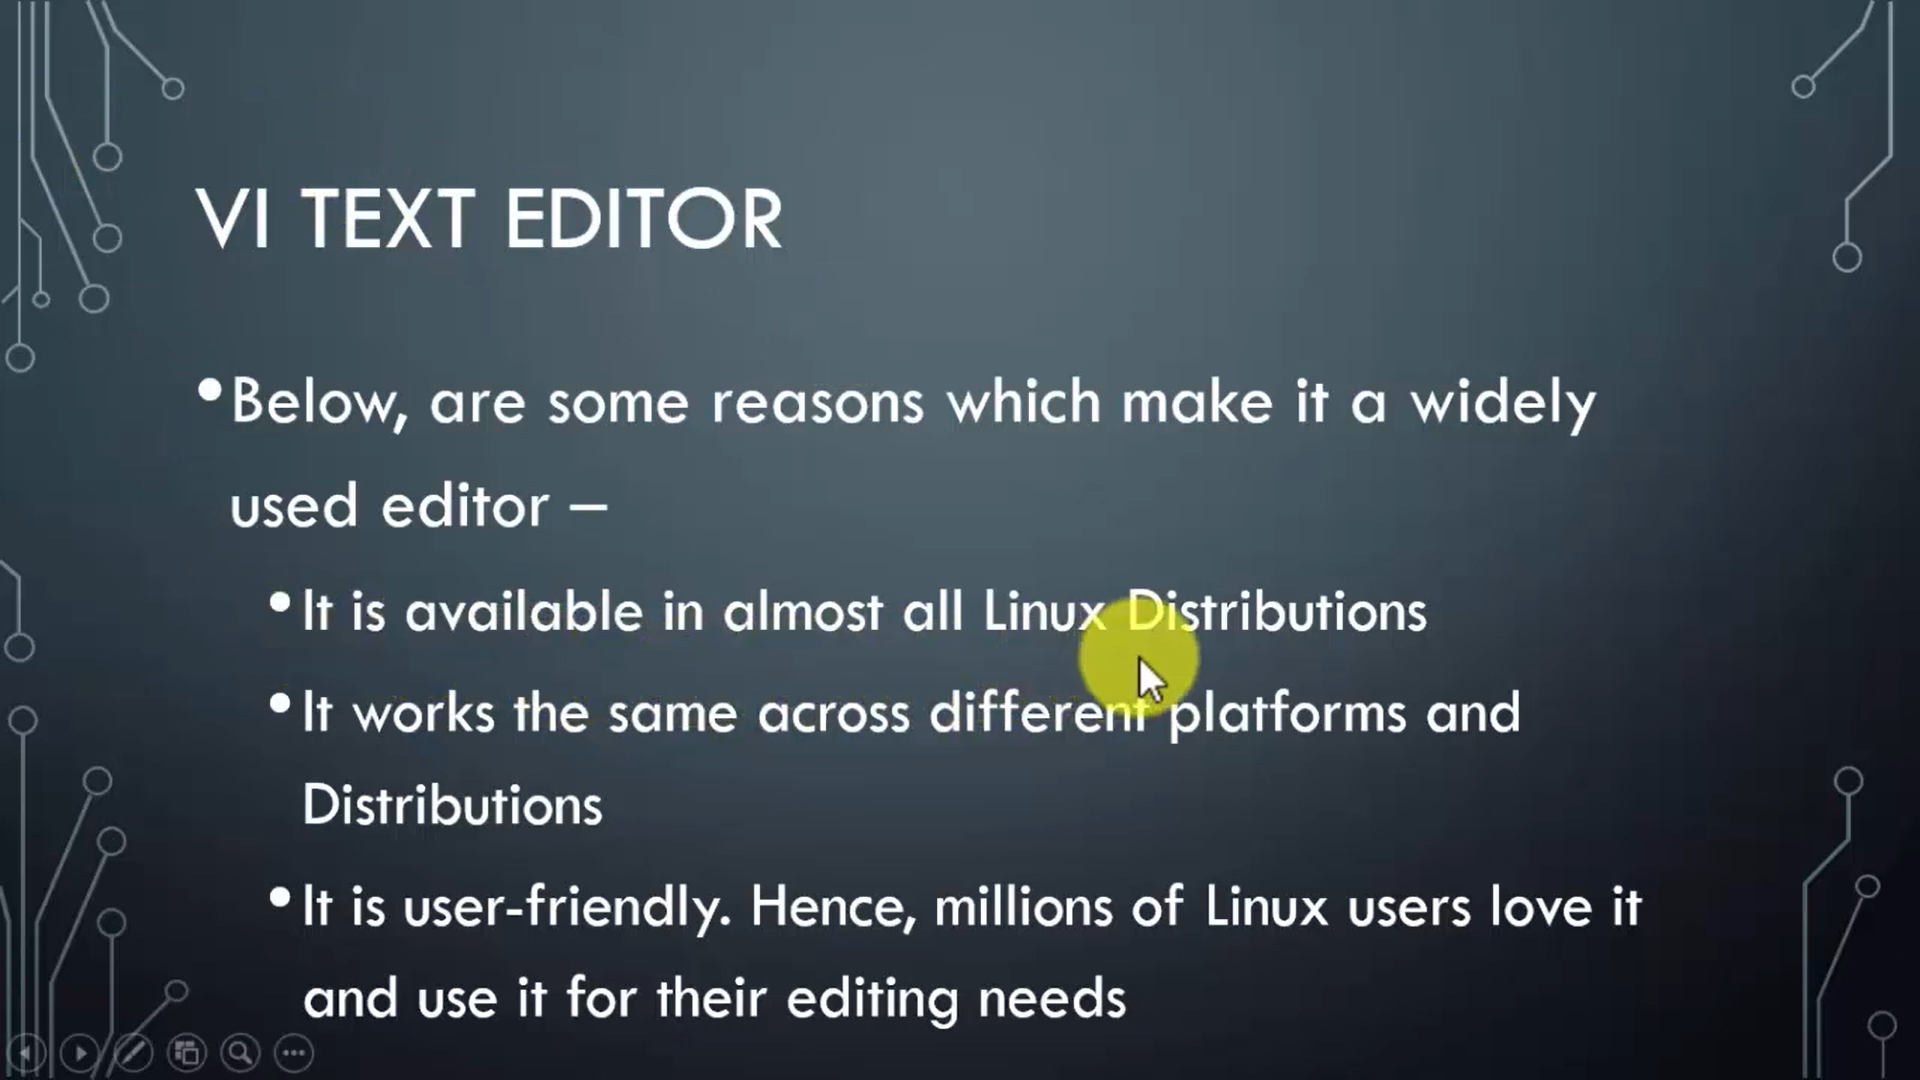 VI TEXT EDITOR
•Below, are some reasons which make it a widely
used editor –
•It is available in almost all Linux Distributions
•It works the same across different platforms and
Distributions
•It is user-friendly. Hence, millions of Linux users love it
and use it for their editing needs